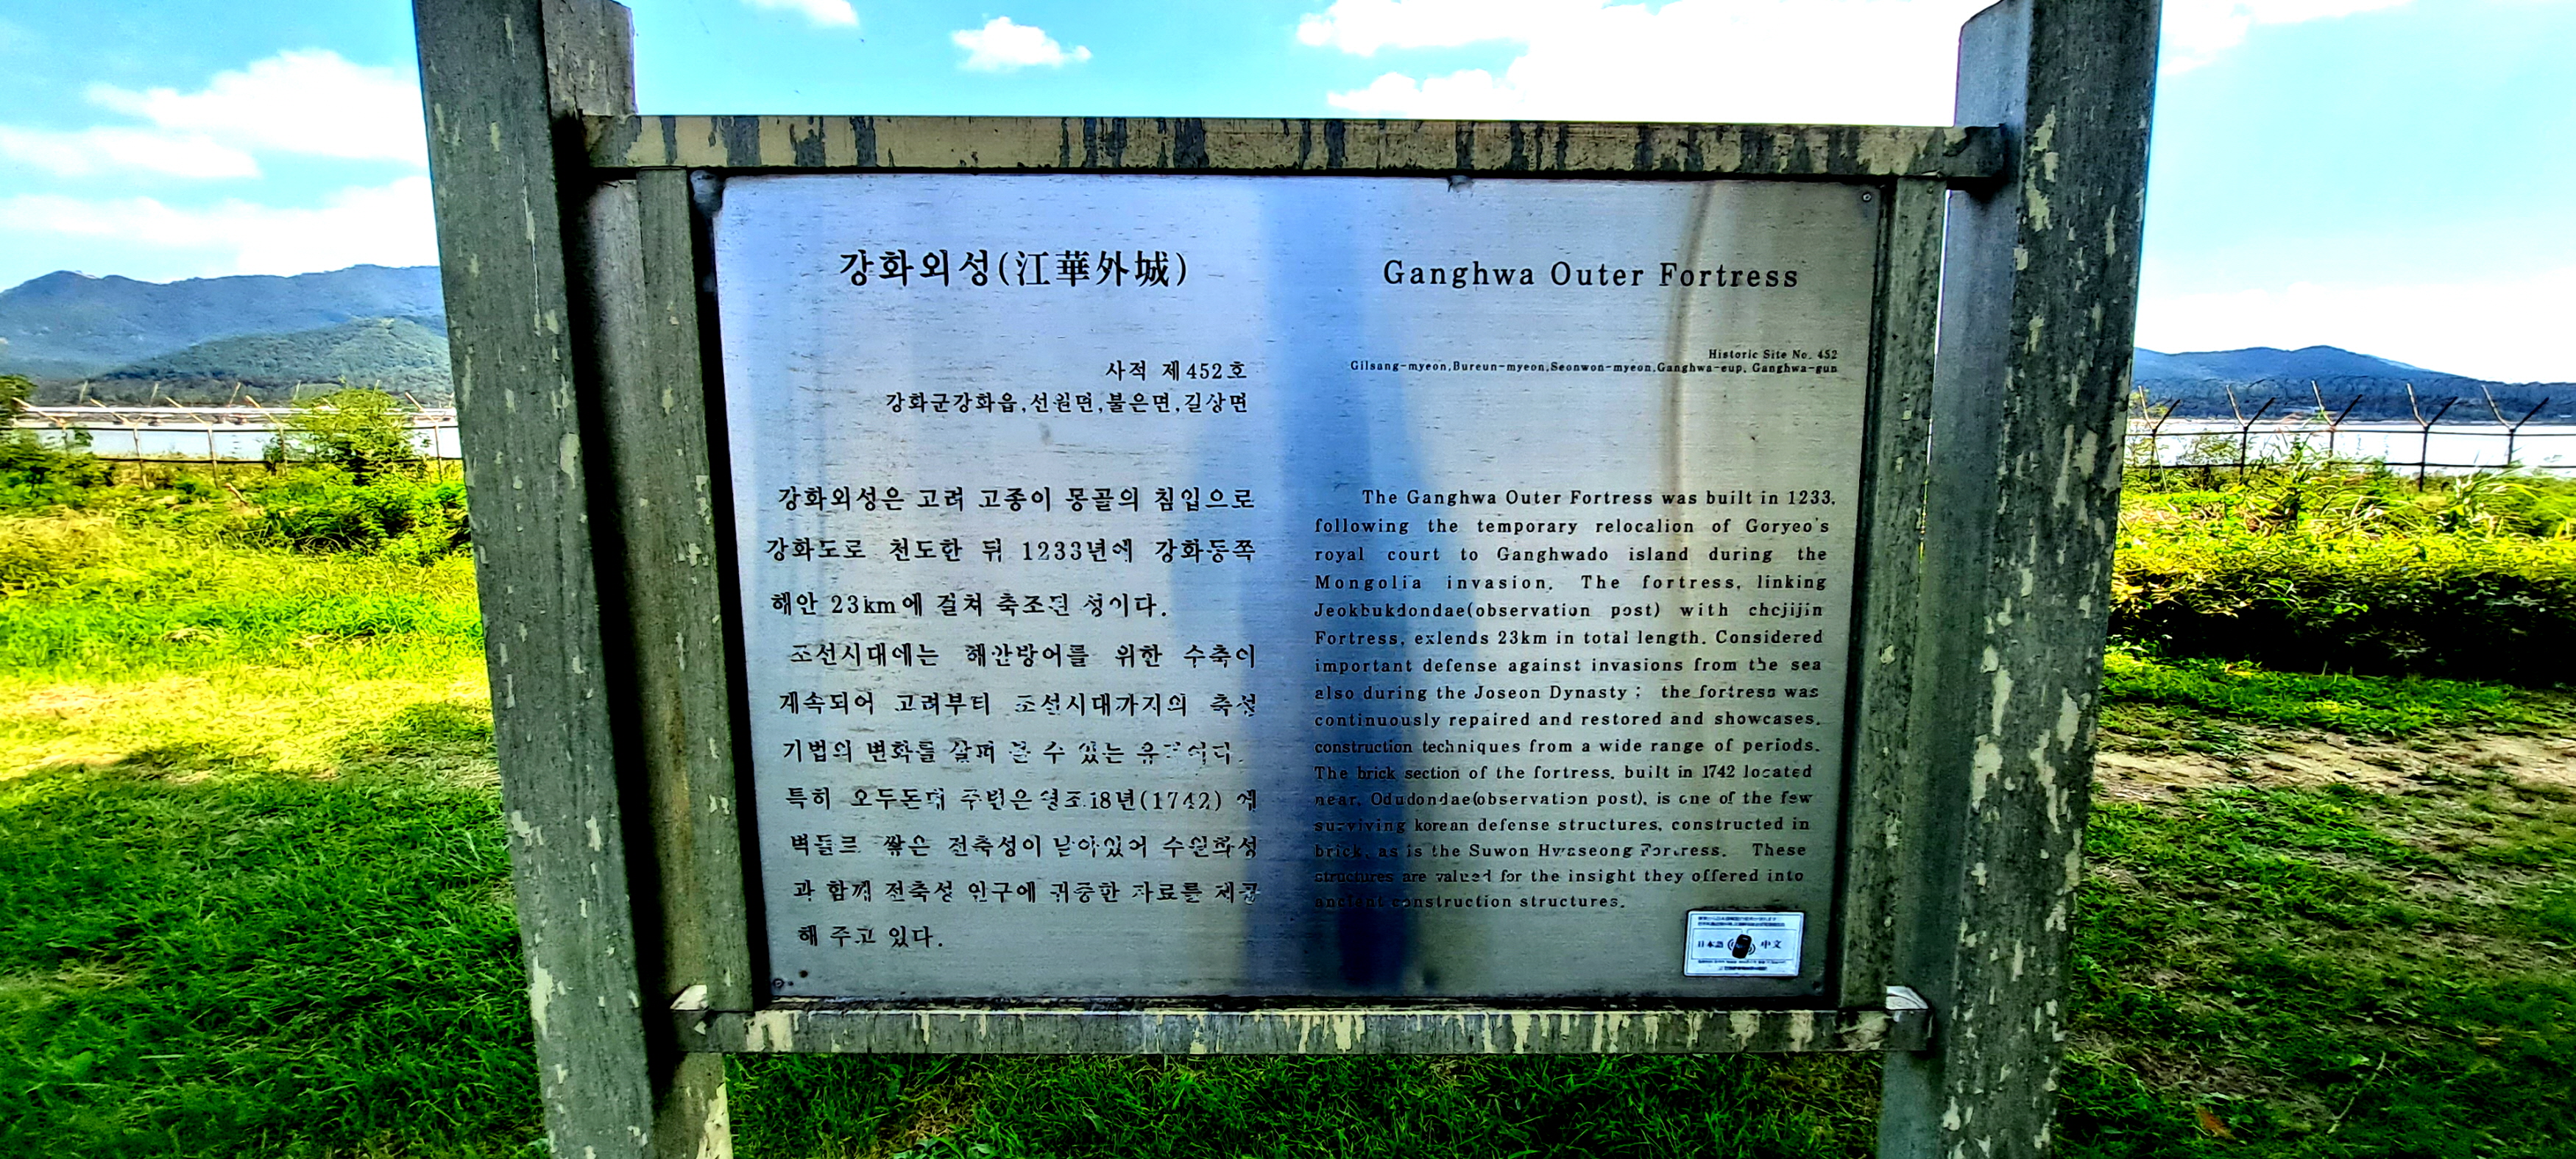 강화외성(江華外城)
사적 제452호
강화군강화읍,선원면,불은면,길상면
강화외성은 고려 고종이 몽골의 침입으로
강화도로 천도한 뒤 1233년에 강화동쪽
해안 23km에 걸쳐 축조된 성이다.
조선시대에는 해안방어를 위한 수축이
계속되어 고려부터 조선시대가지의 축성
기법의 변화를 살펴 볼 수 있는 유적이다.
특히 오두돈대 주변은 영조18년(1742) 에
벽돌로 쌓은 전축성이 남아있어 수원화성
과 함께 전축성 연구에 귀중한 자료를 제공
해 주고 있다.
Ganghwa Outer Fortress
Historic Site No. 452
Gilsang-myeon,Bureun-myeon,Seonwon-myeon,Ganghwa-eup, Ganghwa-gun
The Ganghwa Outer Fortress was built in 1233,
following the temporary relocalion of Goryeo's
royal court to Ganghwado island during the
Mongolia invasion. The fortress, linking
Jeokbukdondae(observation post) with chojijin
Fortress, exlends 23km in total length. Considered
important defense against invasions from the sea
also during the Joseon Dynasty ; the fortress was
continuously repaired and restored and showcases.
construction techniques from a wide range of periods.
The brick section of the fortress, built in 1742 located
near. Odudondae(observation post), is one of the few
surviving korean defense structures, constructed in
brick, as is the Suwon Hwaseong Fortress. These
structures are valued for the insight they offered into
ancient construction structures.
日本語 中文